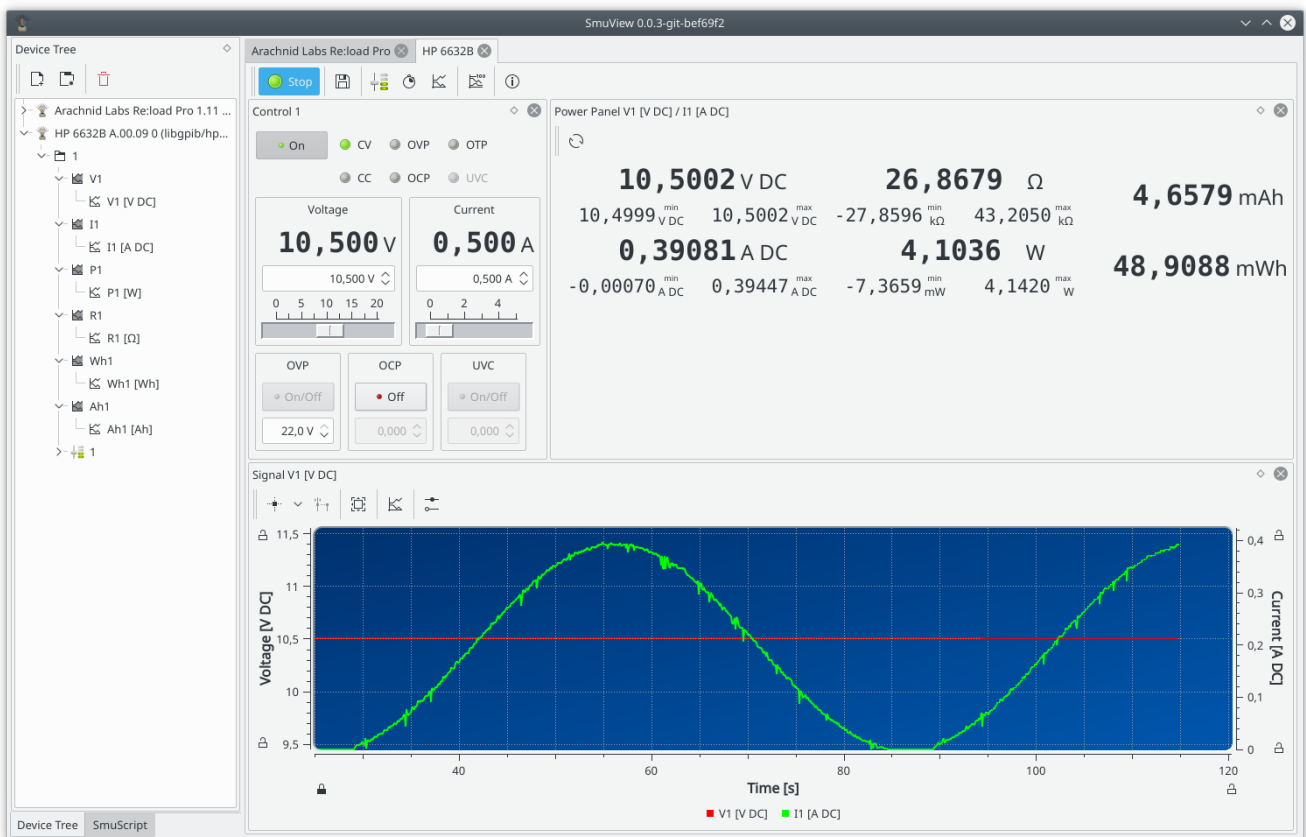 SmuView 0.0.3-git-bef69f2
Device Tree
Arachnid Labs Re:load Pro 1.11 ...
HP 6632B A.00.09 0 (libgpib/hp...
1
V1
V1 [V DC]
I1
I1 [A DC]
P1
P1 [W]
R1
R1 [Ω]
Wh1
Wh1 [Wh]
Ah1
Ah1 [Ah]
1
Device Tree SmuScript
Arachnid Labs Re:load Pro HP 6632B
Stop
Control 1
On CV OVP OTP
CC OCP UVC
Voltage
10,500 V
10,500 V
0 5 10 15 20
Current
0,500 A
0,500 A
0 2 4
OVP
On/Off
22,0 V
OCP
Off
0,000
UVC
On/Off
0,000
Power Panel V1 [V DC] / I1 [A DC]
10,5002 V DC
10,4999 min V DC 10,5002 max V DC
0,39081 A DC
-0,00070 min A DC 0,39447 max A DC
26,8679 Ω
-27,8596 min kΩ 43,2050 max kΩ
4,1036 W
-7,3659 min mW 4,1420 max W
4,6579 mAh
48,9088 mWh
Signal V1 [V DC]
Voltage [V DC]
11,5
11
10,5
10
9,5
0,4
0,3
0,2
0,1
0
Current [A DC]
40 60 80 100 120
Time [s]
V1 [V DC] I1 [A DC]